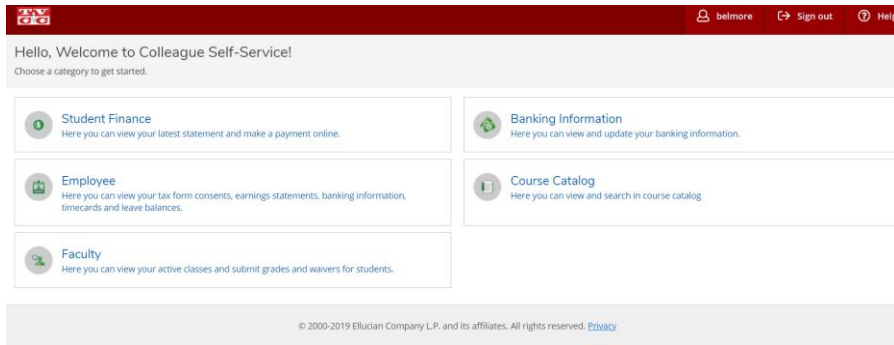 TV
CC
belmore
Sign out
Help
Hello, Welcome to Colleague Self-Service!
Choose a category to get started.
Student Finance
Here you can view your latest statement and make a payment online.
Banking Information
Here you can view and update your banking information.
Employee
Here you can view your tax form consents, earnings statements, banking information,
timecards and leave balances.
Course Catalog
Here you can view and search in course catalog
Faculty
Here you can view your active classes and submit grades and waivers for students.
© 2000-2019 Ellucian Company L.P. and its affiliates. All rights reserved. Privacy